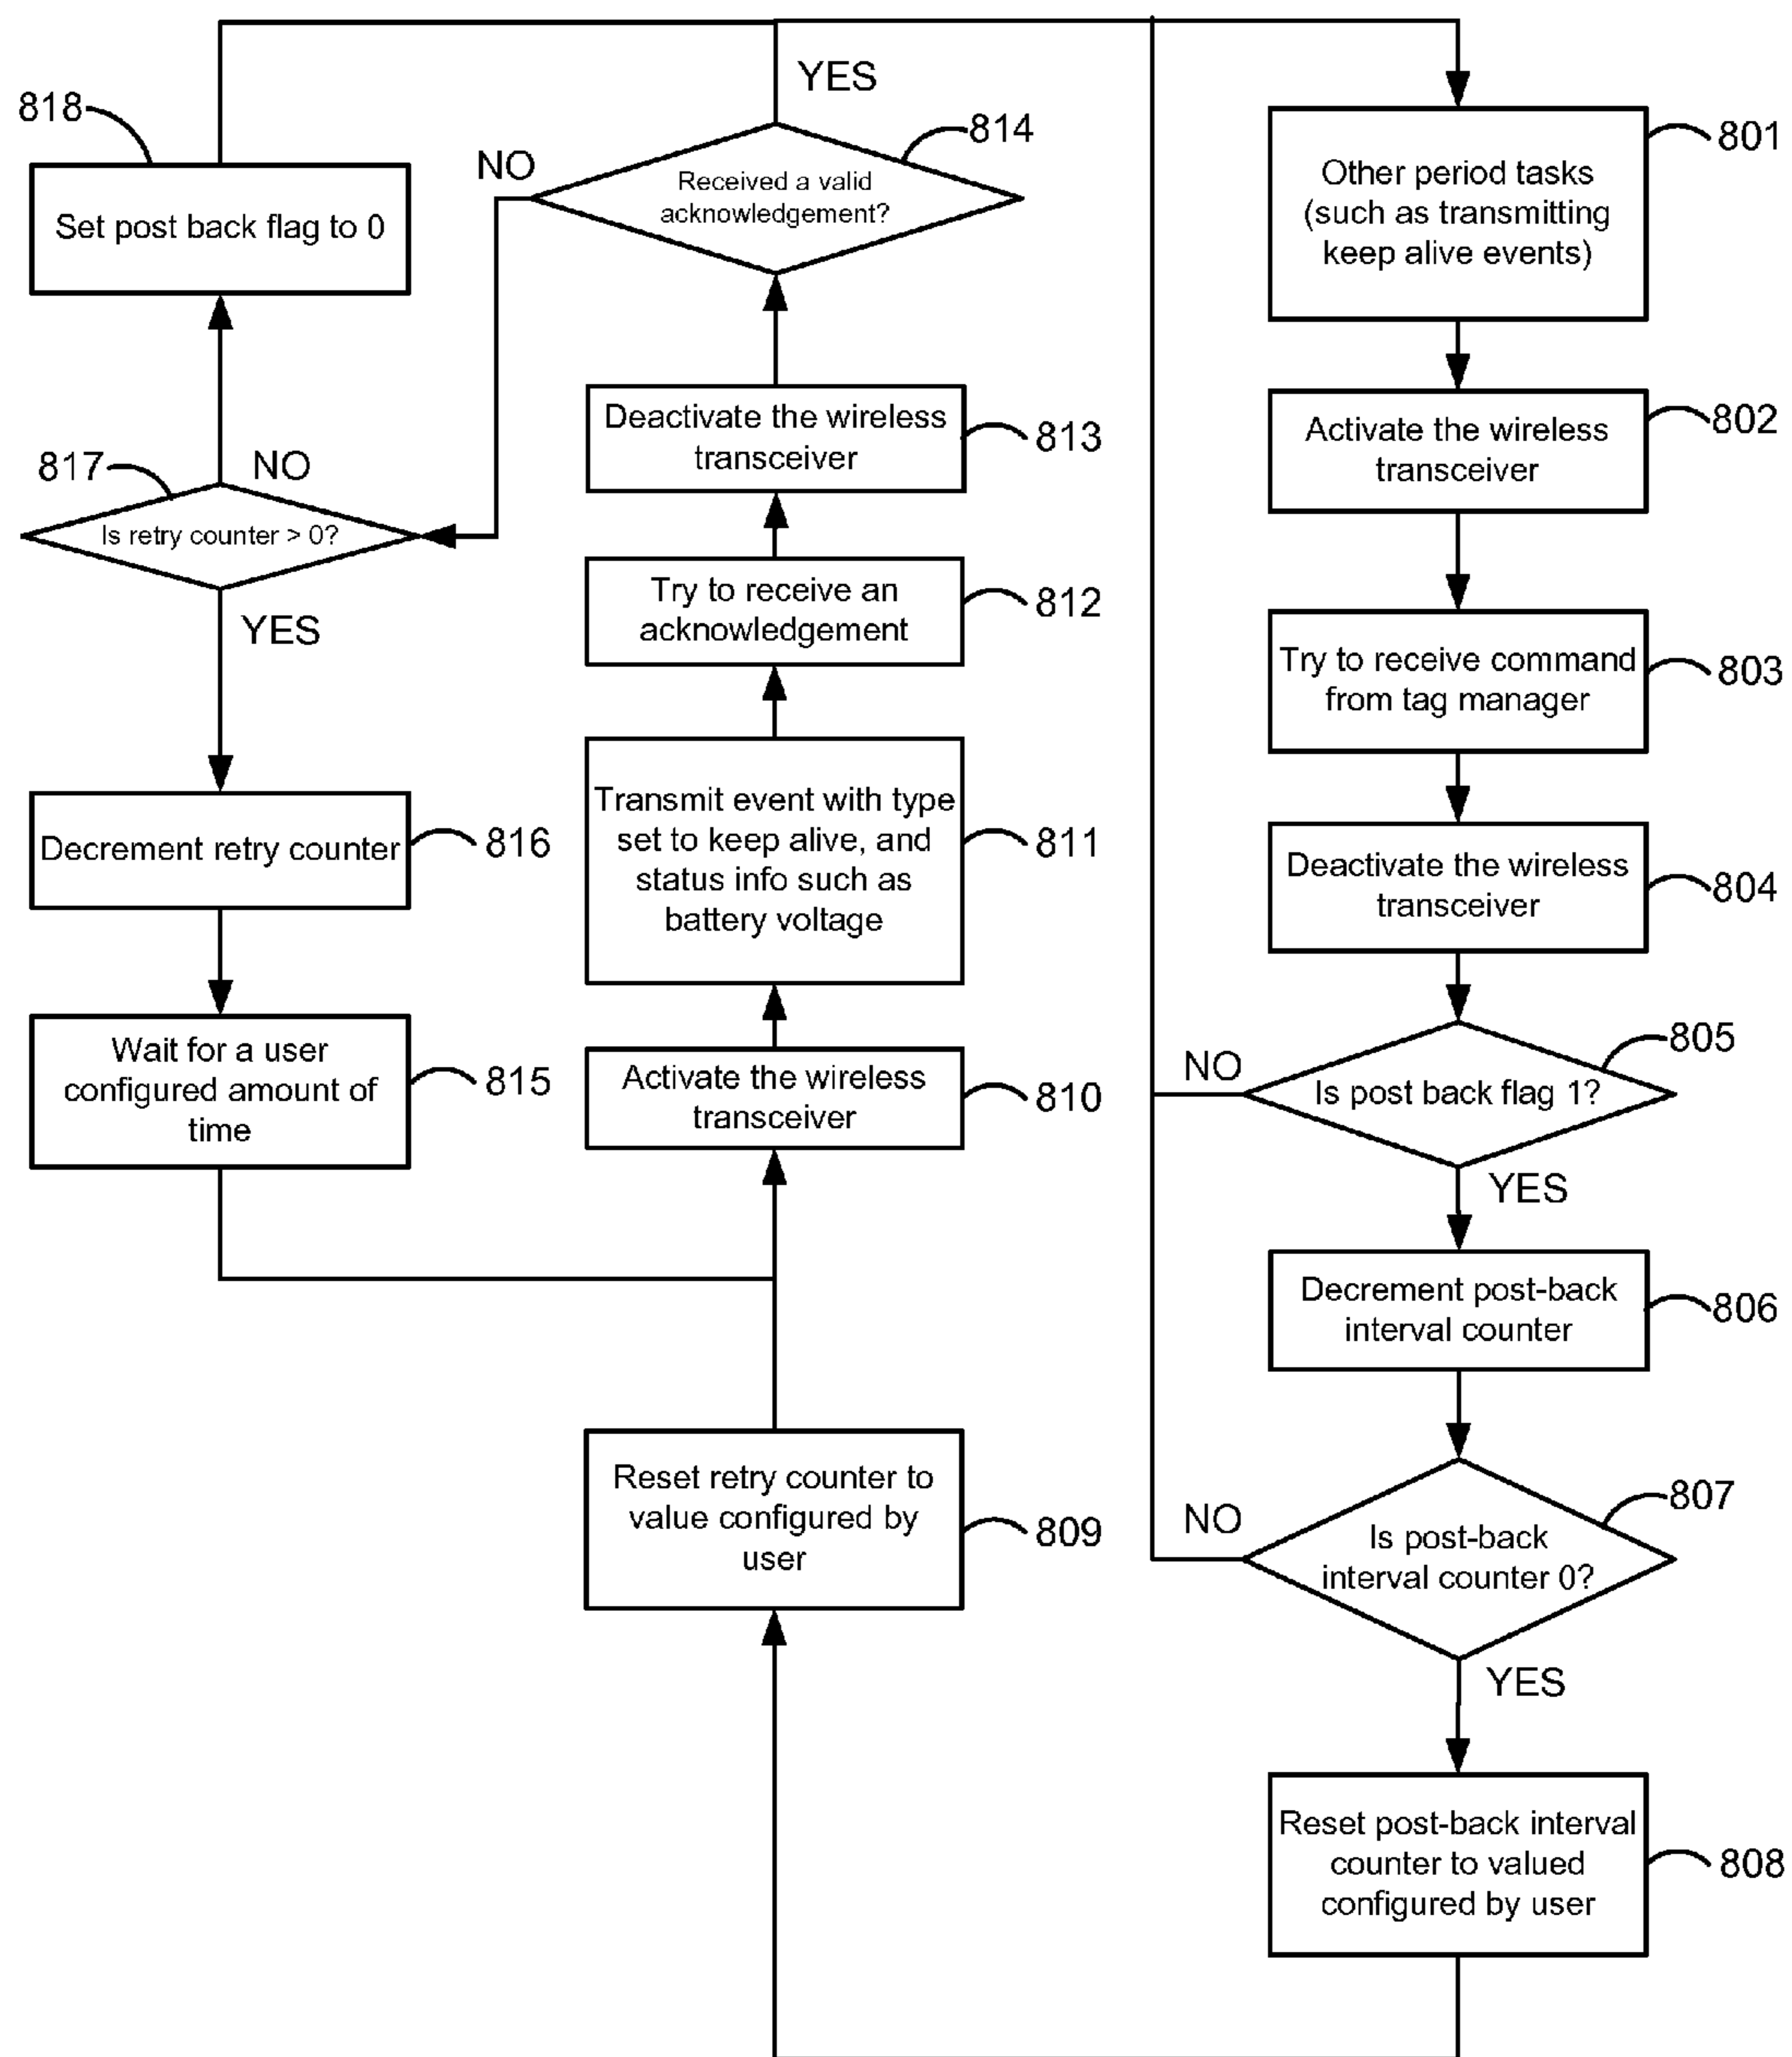 YES
818
814
801
NO
Received a valid
acknowledgement?
Other period tasks
(such as transmitting
keep alive events)
Set post back flag to 0
Deactivate the wireless
transceiver
813
Activate the wireless
transceiver
802
817
NO
Is retry counter > 0?
Try to receive an
acknowledgement
812
YES
Try to receive command
from tag manager
803
Decrement retry counter
816
Transmit event with type
set to keep alive, and
status info such as
battery voltage
811
Deactivate the wireless
transceiver
804
Wait for a user
configured amount of
time
815
Activate the wireless
transceiver
810
805
NO
Is post back flag 1?
YES
Decrement post-back
interval counter
806
Reset retry counter to
value configured by
user
809
807
NO
Is post-back
interval counter 0?
YES
Reset post-back interval
counter to valued
configured by user
808